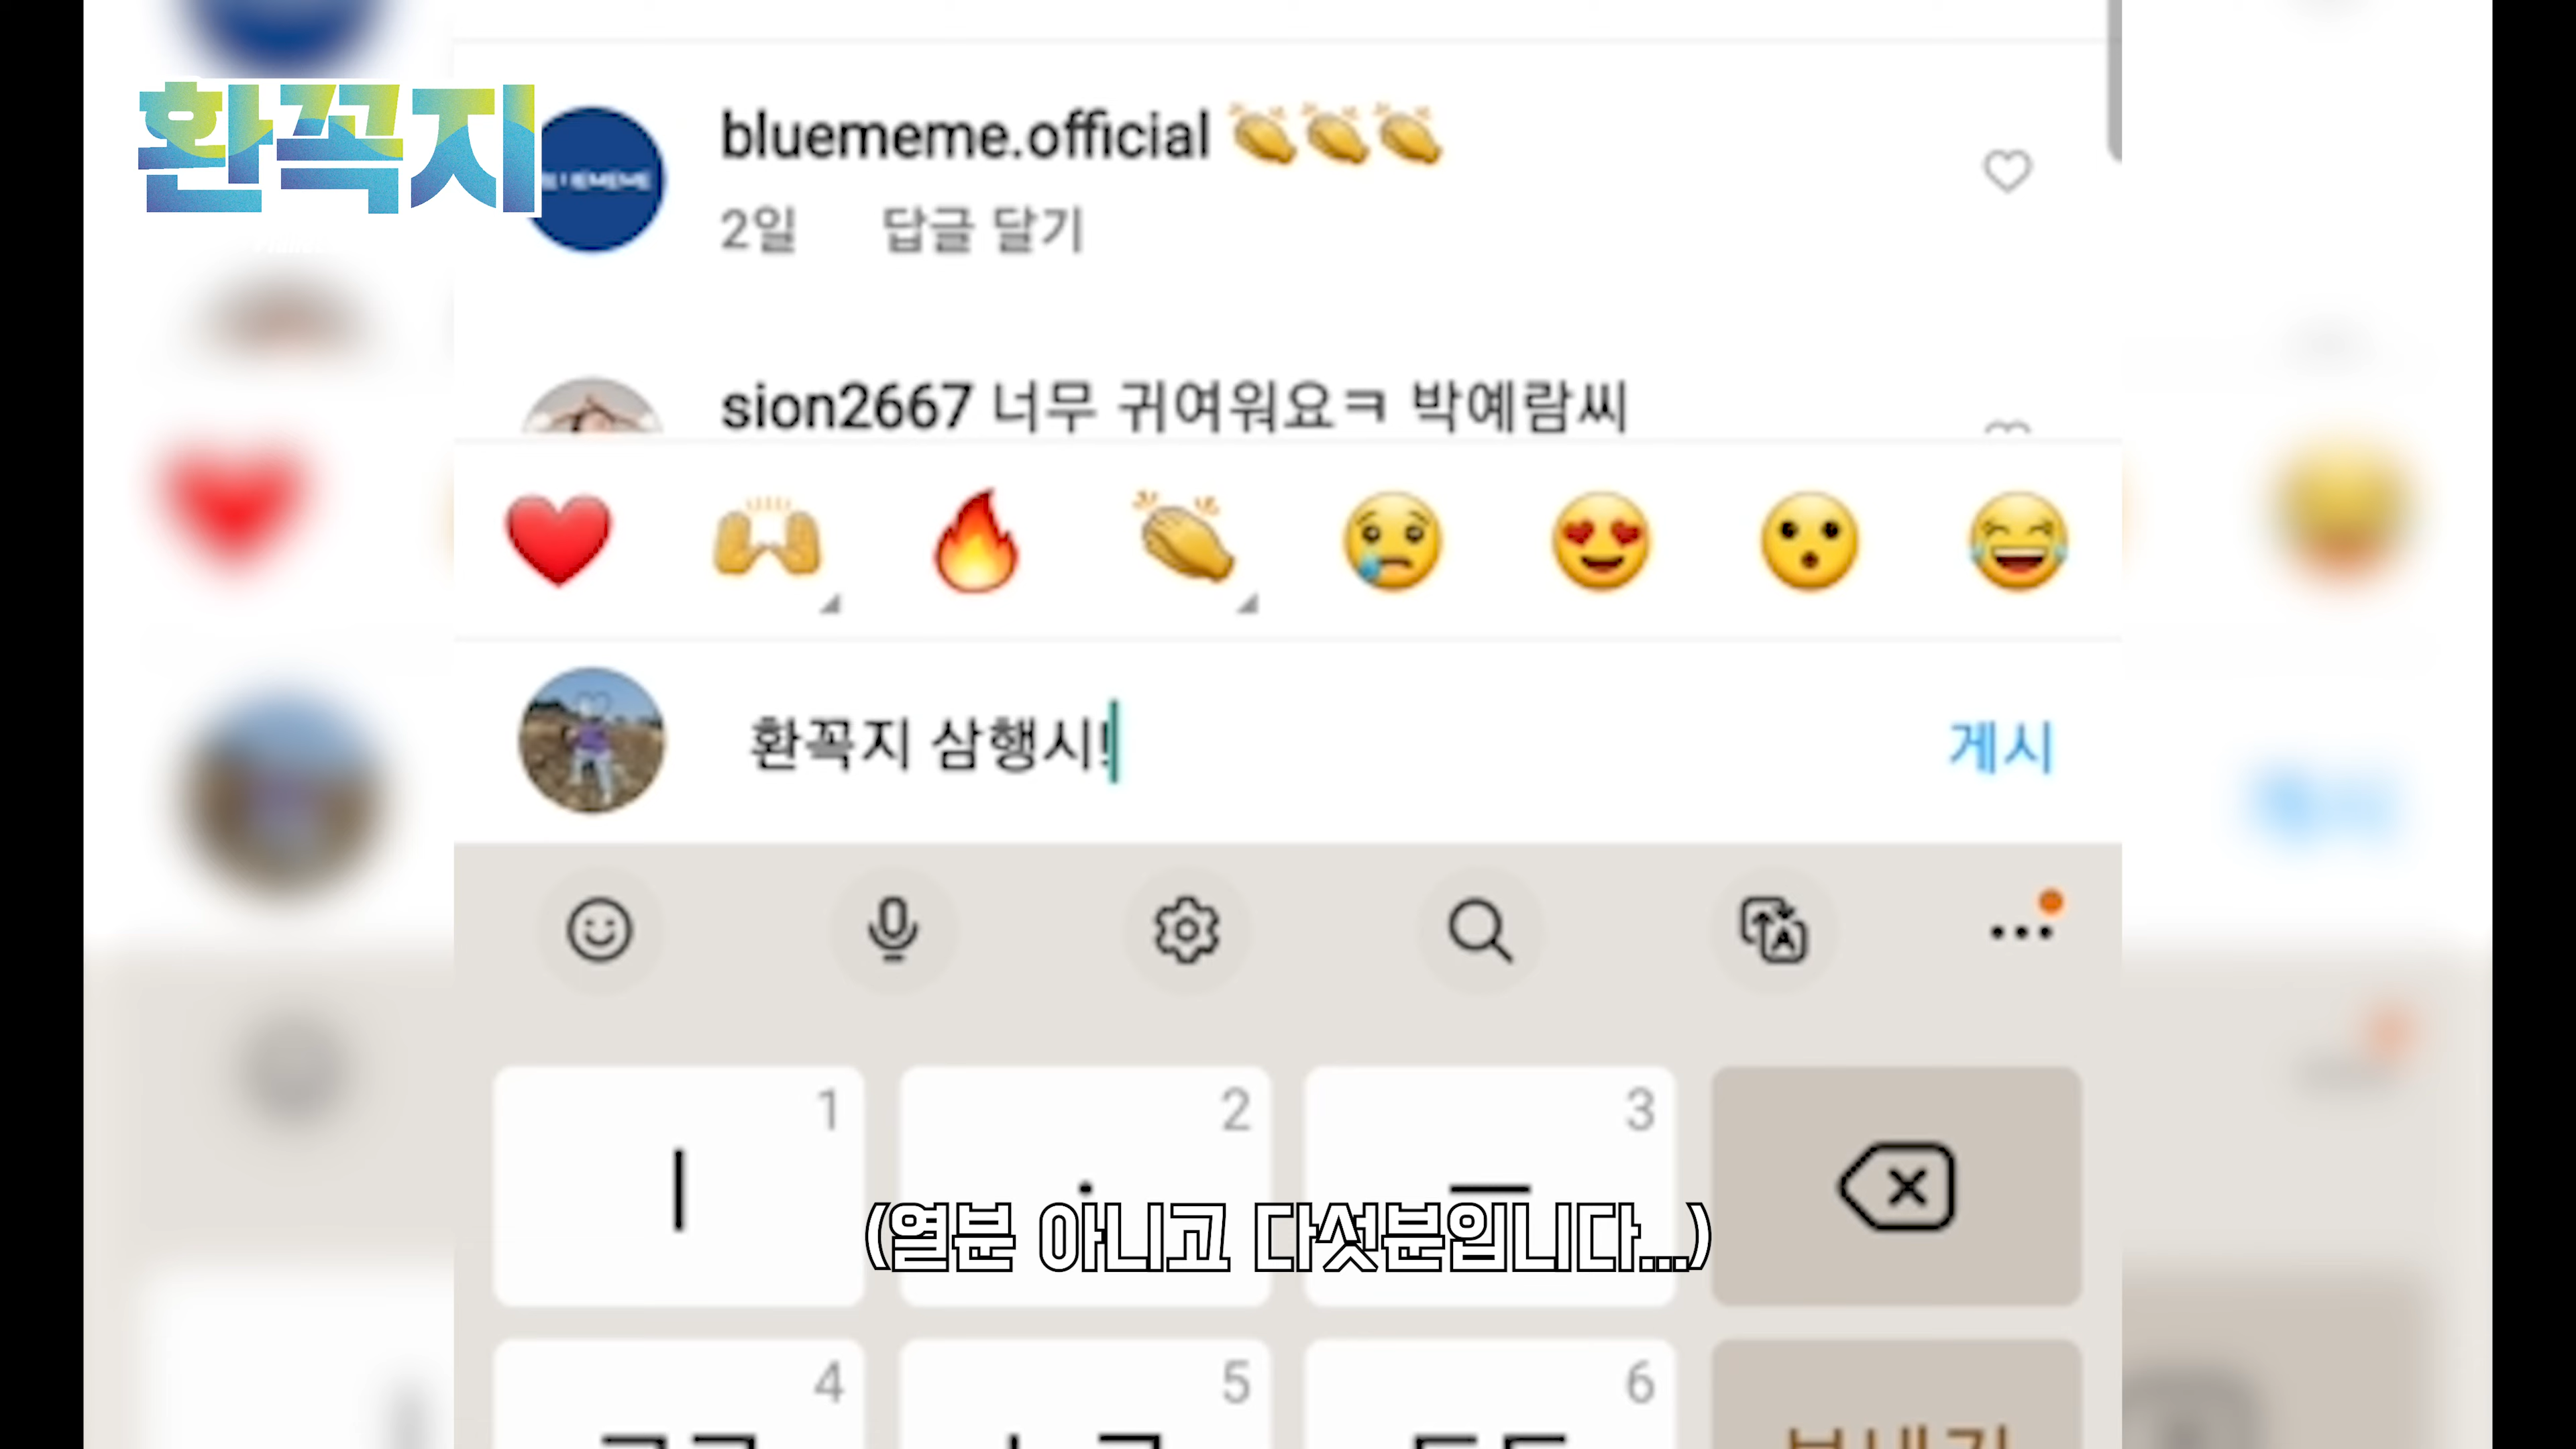 환꼭지
bluememe.official 👏👏👏
2일 답글 달기
sion2667 너무 귀여워요ㅋ 박예람씨
환꼭지 삼행시!
게시
1 2 3
ㅣ · ㅡ
(열분 아니고 다섯분입니다...)
4 5 6